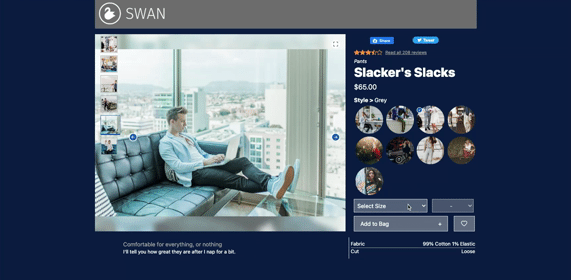 SWAN
Share
Tweet
Read all 208 reviews
Pants
Slacker's Slacks
$65.00
Style > Grey
Select Size
-
Add to Bag +
Comfortable for everything, or nothing
I'll tell you how great they are after I nap for a bit.
Fabric 99% Cotton 1% Elastic
Cut Loose